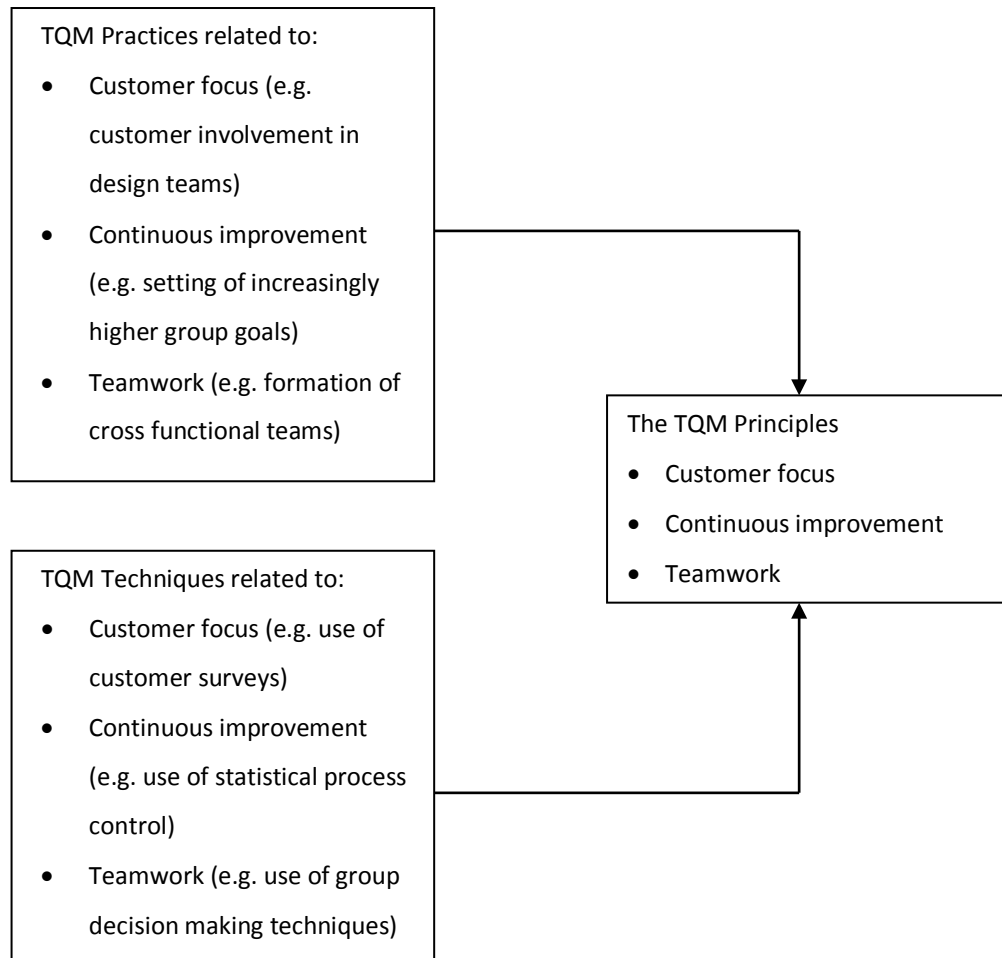 TQM Practices related to:
• Customer focus (e.g.
customer involvement in
design teams)
• Continuous improvement
(e.g. setting of increasingly
higher group goals)
• Teamwork (e.g. formation of
cross functional teams)
The TQM Principles
• Customer focus
• Continuous improvement
• Teamwork
TQM Techniques related to:
• Customer focus (e.g. use of
customer surveys)
• Continuous improvement
(e.g. use of statistical process
control)
• Teamwork (e.g. use of group
decision making techniques)